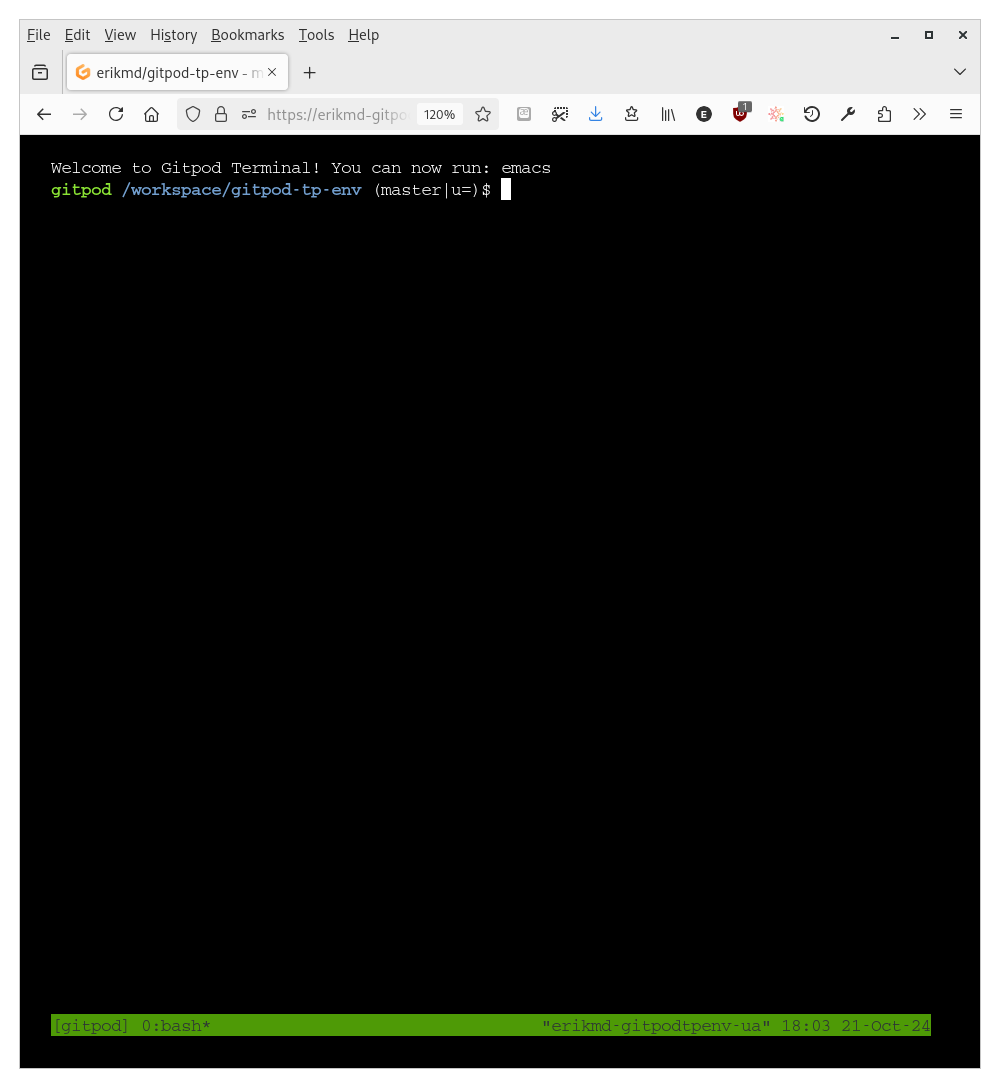 File Edit View History Bookmarks Tools Help
erikmd/gitpod-tp-env - m
https://erikmd-gitpo 120% E 1
Welcome to Gitpod Terminal! You can now run: emacs
gitpod /workspace/gitpod-tp-env (master|u=)$
[gitpod] 0:bash* "erikmd-gitpodtpenv-ua" 18:03 21-Oct-24